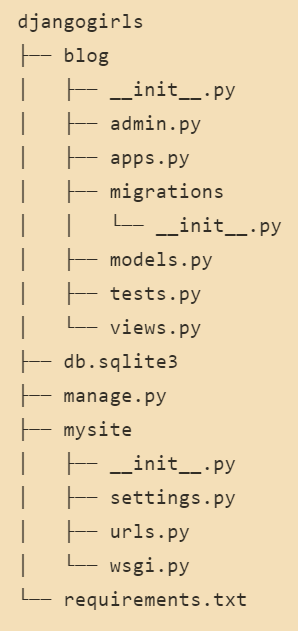 djangogirls
├── blog
│   ├── __init__.py
│   ├── admin.py
│   ├── apps.py
│   ├── migrations
│   │   └── __init__.py
│   ├── models.py
│   ├── tests.py
│   └── views.py
├── db.sqlite3
├── manage.py
├── mysite
│   ├── __init__.py
│   ├── settings.py
│   ├── urls.py
│   └── wsgi.py
└── requirements.txt